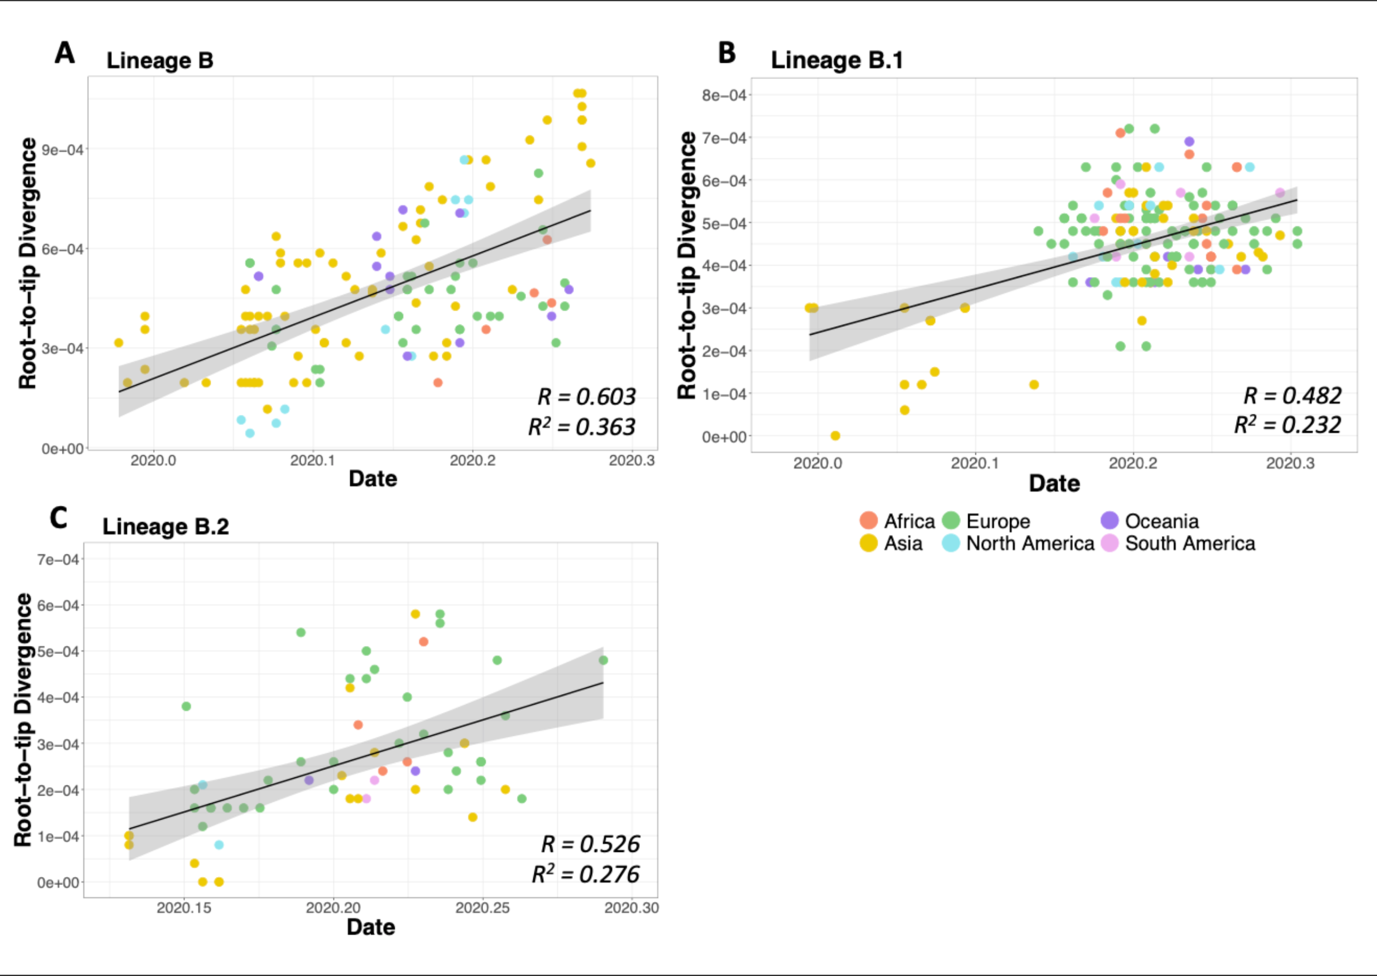 A Lineage B
Root-to-tip Divergence
9e-04
6e-04
3e-04
0e+00
R = 0.603
R² = 0.363
2020.0 2020.1 2020.2 2020.3
Date
B Lineage B.1
Root-to-tip Divergence
8e-04
7e-04
6e-04
5e-04
4e-04
3e-04
2e-04
1e-04
0e+00
R = 0.482
R² = 0.232
2020.0 2020.1 2020.2 2020.3
Date
Africa Europe Oceania
Asia North America South America
C Lineage B.2
Root-to-tip Divergence
7e-04
6e-04
5e-04
4e-04
3e-04
2e-04
1e-04
0e+00
R = 0.526
R² = 0.276
2020.15 2020.20 2020.25 2020.30
Date